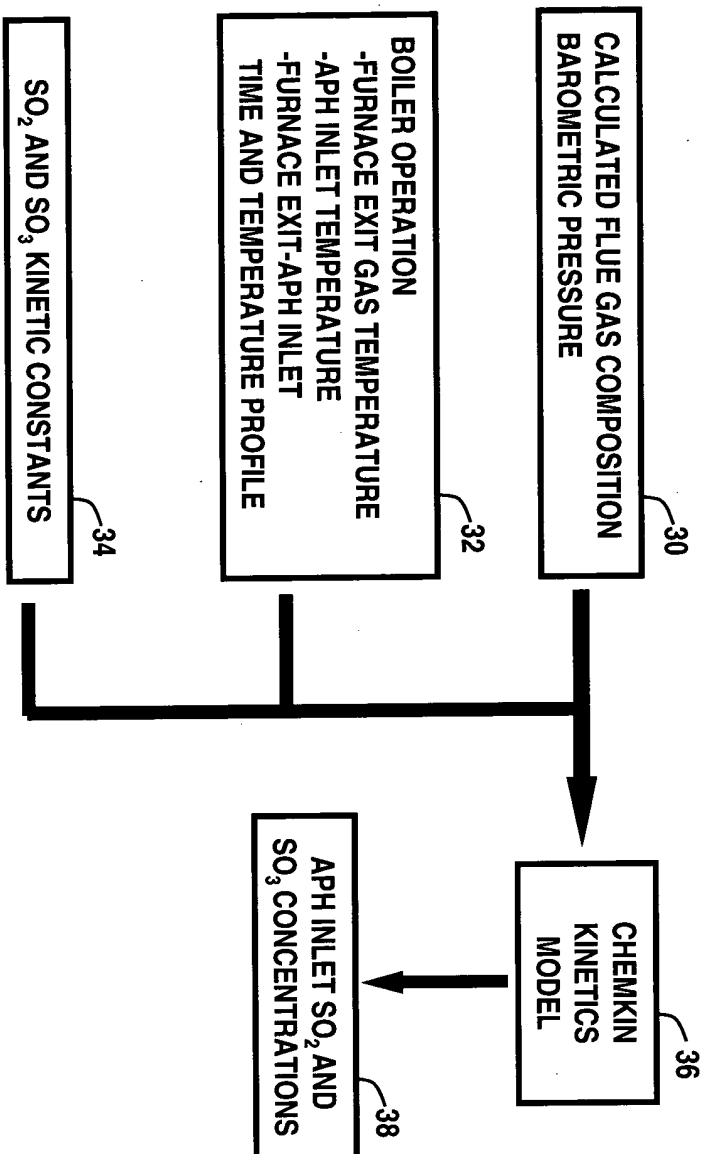 CALCULATED FLUE GAS COMPOSITION
BAROMETRIC PRESSURE
30
BOILER OPERATION
-FURNACE EXIT GAS TEMPERATURE
-APH INLET TEMPERATURE
-FURNACE EXIT-APH INLET
TIME AND TEMPERATURE PROFILE
32
SO₂ AND SO₃ KINETIC CONSTANTS
34
CHEMKIN
KINETICS
MODEL
36
APH INLET SO₂ AND
SO₃ CONCENTRATIONS
38